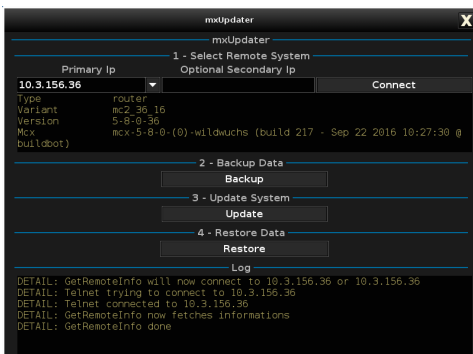 mxUpdater
X
mxUpdater
1 - Select Remote System
Primary Ip Optional Secondary Ip
10.3.156.36 Connect
Type router
Variant mc2_36_16
Version 5-8-0-36
Mcx mcx-5-8-0-(0)-wildwuchs (build 217 - Sep 22 2016 10:27:30 @
buildbot)
2 - Backup Data
Backup
3 - Update System
Update
4 - Restore Data
Restore
Log
DETAIL: GetRemoteInfo will now connect to 10.3.156.36 or 10.3.156.36
DETAIL: Telnet trying to connect to 10.3.156.36
DETAIL: Telnet connected to 10.3.156.36
DETAIL: GetRemoteInfo now fetches informations
DETAIL: GetRemoteInfo done